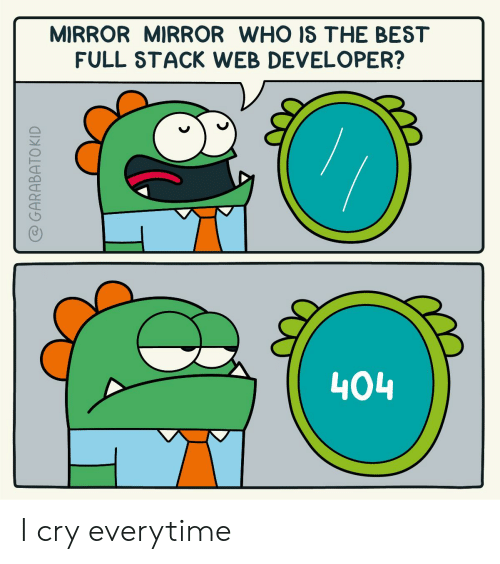 MIRROR MIRROR WHO IS THE BEST
FULL STACK WEB DEVELOPER?
@GARABATOKID
404
I cry everytime